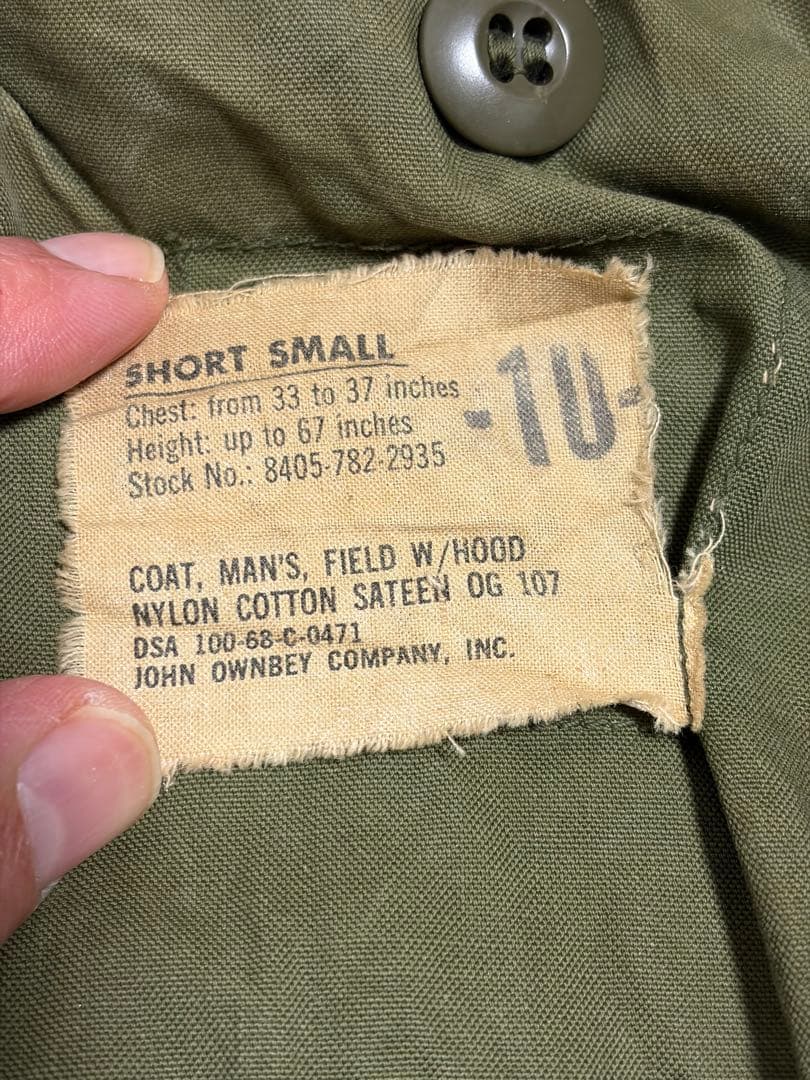 SHORT SMALL
Chest: from 33 to 37 inches
Height: up to 67 inches
Stock No.: 8405-782-2935
-10-
COAT, MAN'S, FIELD W/HOOD
NYLON COTTON SATEEN OG 107
DSA 100-68-C-0471
JOHN OWNBEY COMPANY, INC.